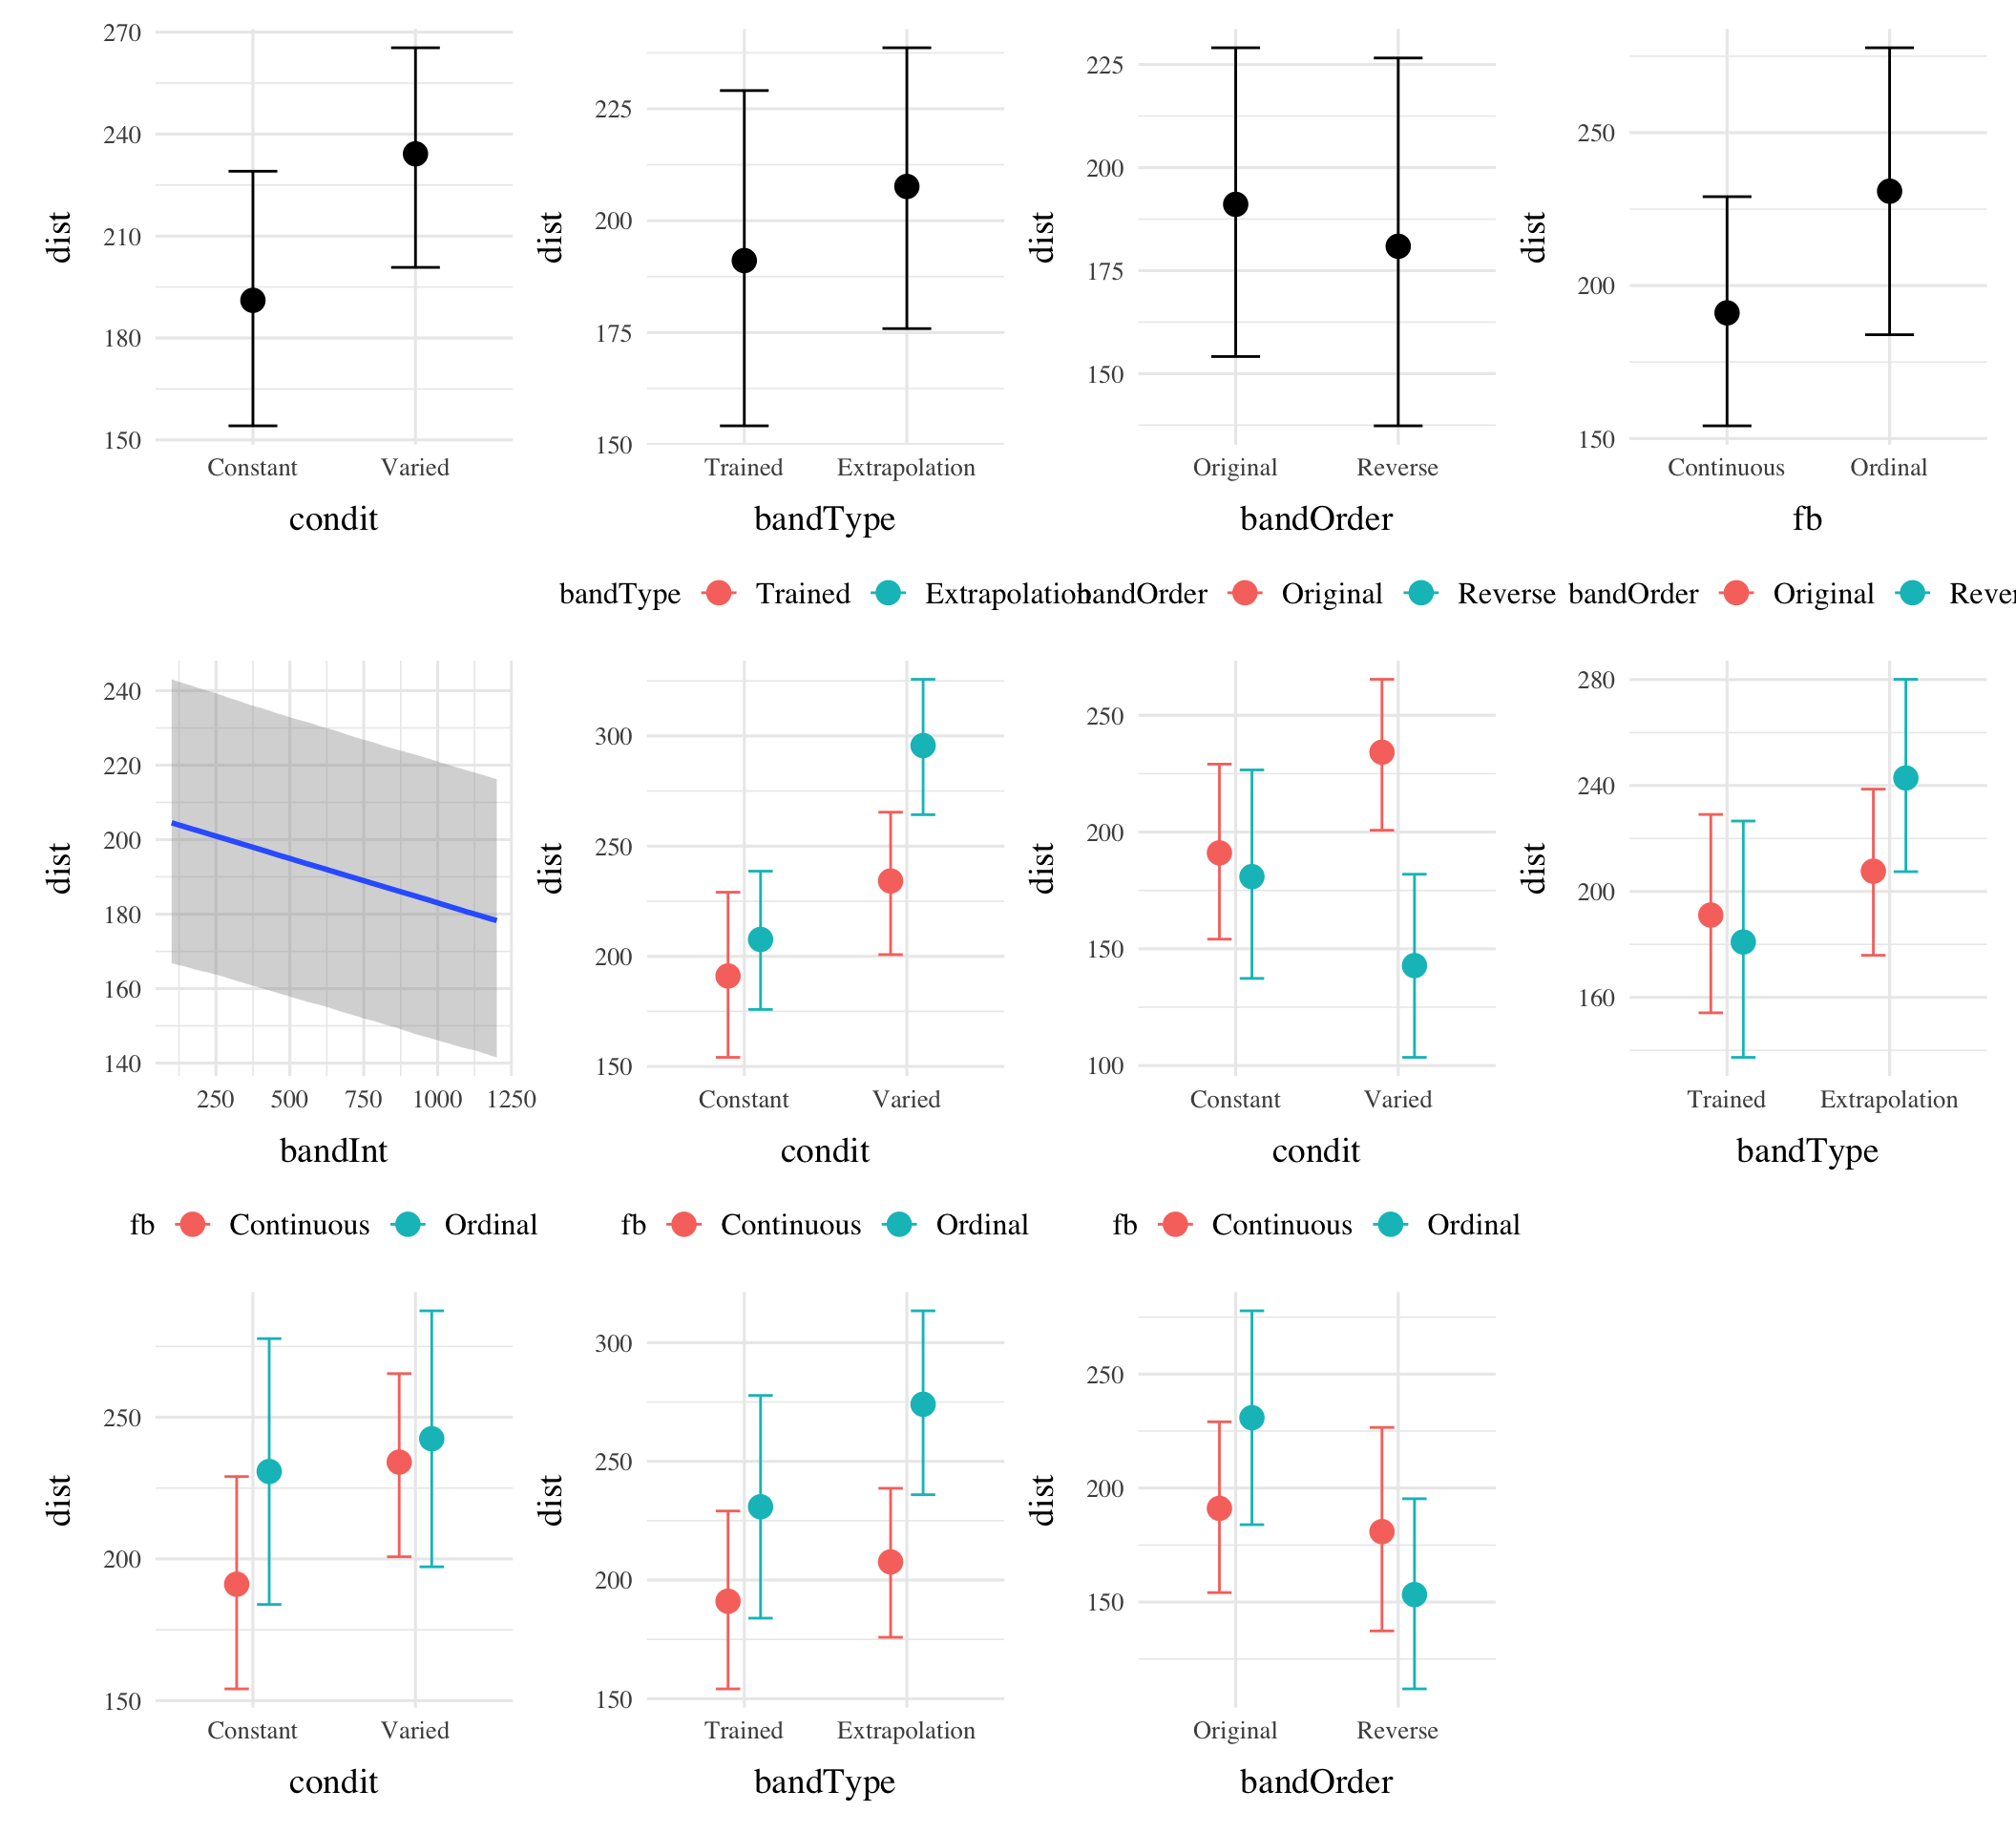 270
240
210
180
150
dist
Constant Varied
condit
225
200
175
150
dist
Trained Extrapolation
bandType
225
200
175
150
dist
Original Reverse
bandOrder
250
200
150
dist
Continuous Ordinal
fb
240
220
200
180
160
140
dist
250 500 750 1000 1250
bandInt
bandType Trained Extrapolation
300
250
200
150
dist
Constant Varied
condit
bandOrder Original Reverse
250
200
150
100
dist
Constant Varied
condit
bandOrder Original Rever
280
240
200
160
dist
Trained Extrapolation
bandType
fb Continuous Ordinal
250
200
150
dist
Constant Varied
condit
fb Continuous Ordinal
300
250
200
150
dist
Trained Extrapolation
bandType
fb Continuous Ordinal
250
200
150
dist
Original Reverse
bandOrder